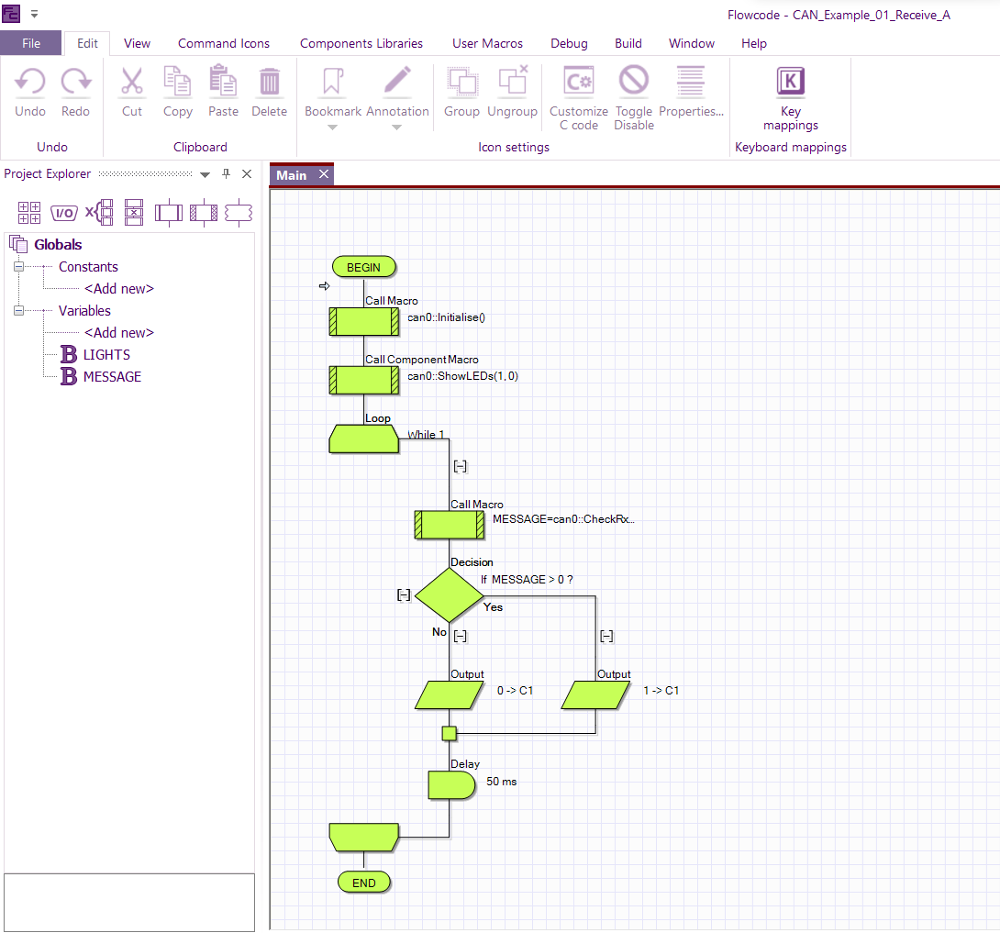 Flowcode - CAN_Example_01_Receive_A
File Edit View Command Icons Components Libraries User Macros Debug Build Window Help
Undo Redo Cut Copy Paste Delete Bookmark Annotation Group Ungroup Customize C code Toggle Disable Properties... Key mappings
Undo Clipboard Icon settings Keyboard mappings
Project Explorer
Main
I/O
Globals
Constants
<Add new>
Variables
<Add new>
B LIGHTS
B MESSAGE
BEGIN
Call Macro
can0::Initialise()
Call Component Macro
can0::ShowLEDs(1, 0)
Loop
While 1
Call Macro
MESSAGE=can0::CheckRx...
Decision
If MESSAGE > 0 ?
Yes
No
Output
0 -> C1
Output
1 -> C1
Delay
50 ms
END